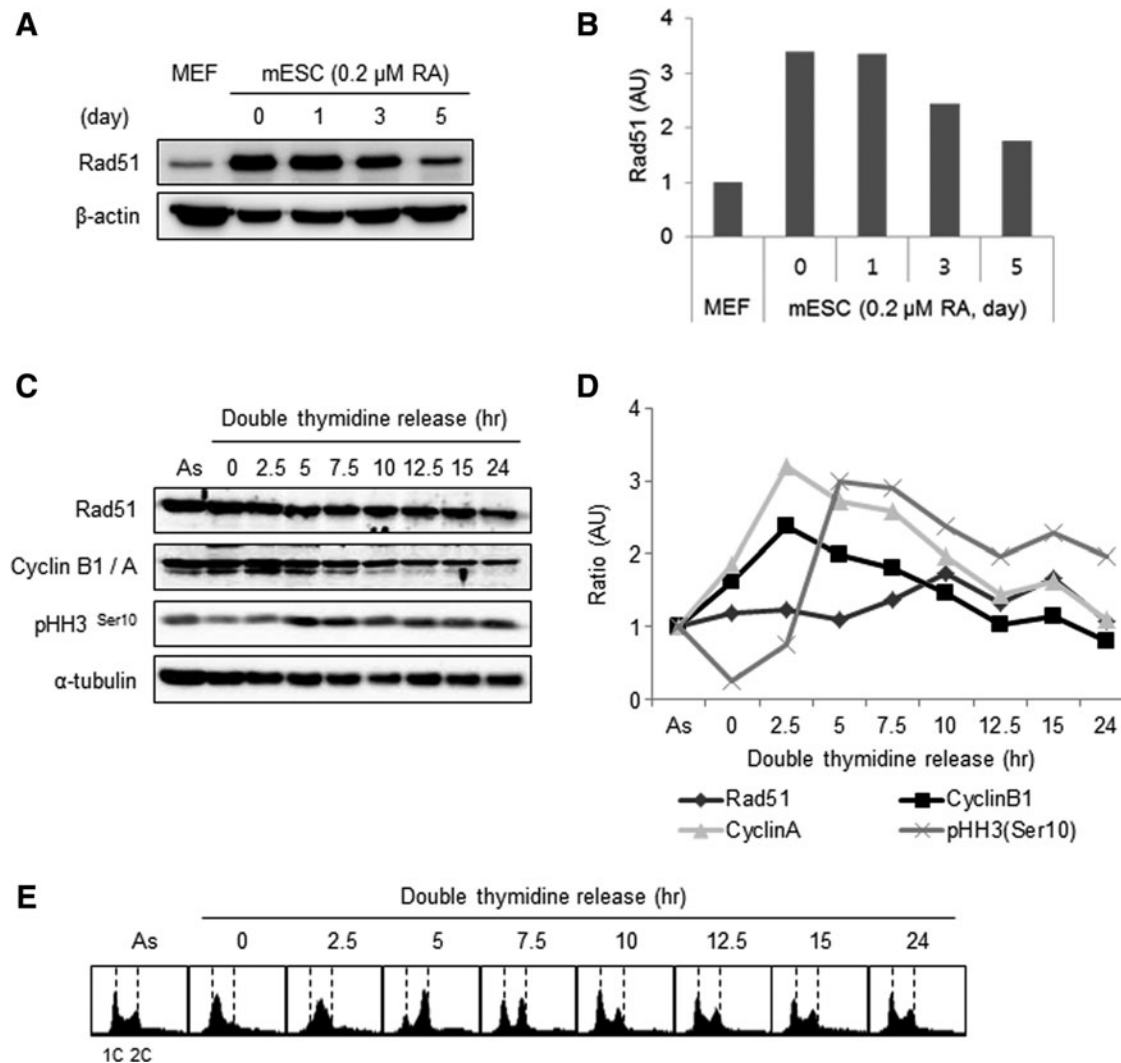 A
MEF mESC (0.2 µM RA)
(day) 0 1 3 5
Rad51
β-actin
B
Rad51 (AU)
4
3
2
1
0
0 1 3 5
MEF mESC (0.2 µM RA, day)
C
Double thymidine release (hr)
As 0 2.5 5 7.5 10 12.5 15 24
Rad51
Cyclin B1 / A
pHH3 Ser10
α-tubulin
D
Ratio (AU)
4
3
2
1
0
As 0 2.5 5 7.5 10 12.5 15 24
Double thymidine release (hr)
Rad51 CyclinB1
CyclinA pHH3(Ser10)
E
Double thymidine release (hr)
As 0 2.5 5 7.5 10 12.5 15 24
1C 2C